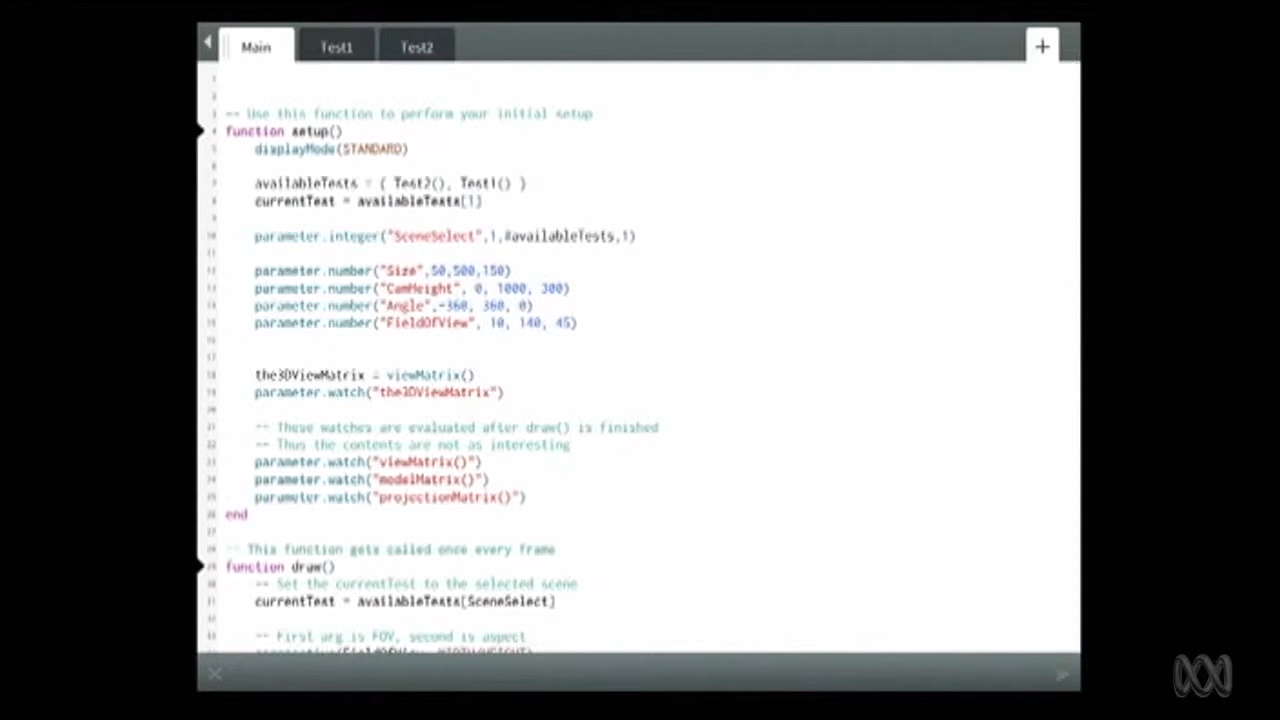 Main Test1 Test2 +
-- Use this function to perform your initial setup
function setup()
displayMode(STANDARD)
availableTests = { Test2(), Test1() }
currentTest = availableTests[1]
parameter.integer("SceneSelect",1,#availableTests,1)
parameter.number("Size",50,500,150)
parameter.number("CamHeight", 0, 1000, 300)
parameter.number("Angle",-360, 360, 0)
parameter.number("FieldOfView", 10, 140, 45)
the3DViewMatrix = viewMatrix()
parameter.watch("the3DViewMatrix")
-- These watches are evaluated after draw() is finished
-- Thus the contents are not as interesting
parameter.watch("viewMatrix()")
parameter.watch("modelMatrix()")
parameter.watch("projectionMatrix()")
end
-- This function gets called once every frame
function draw()
-- Set the currentTest to the selected scene
currentTest = availableTests[SceneSelect]
-- First arg is FOV, second is aspect